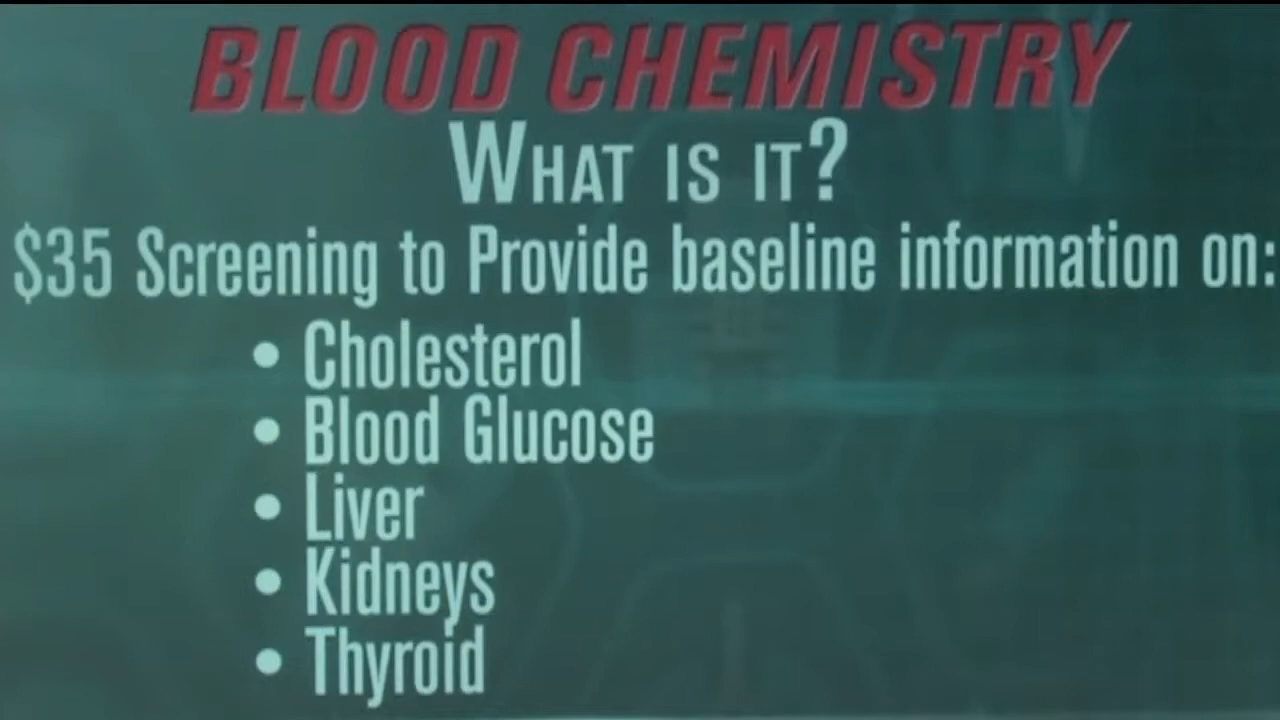 BLOOD CHEMISTRY
WHAT IS IT?
$35 Screening to Provide baseline information on:
• Cholesterol
• Blood Glucose
• Liver
• Kidneys
• Thyroid